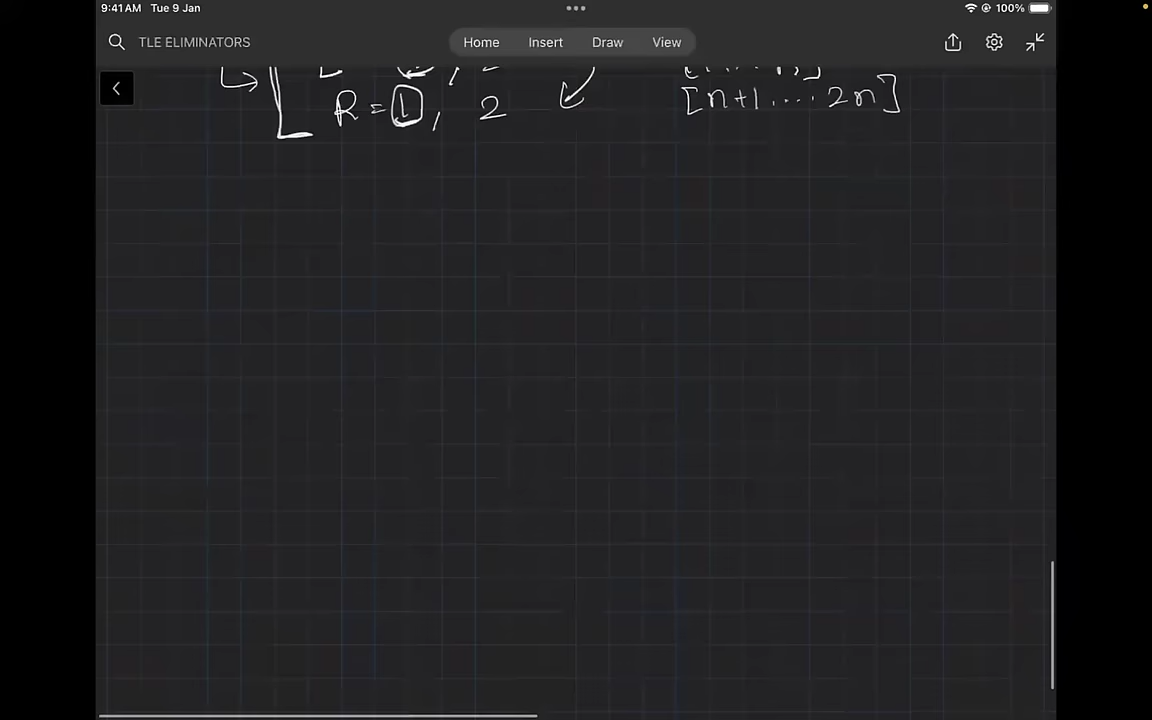 9:41 AM Tue 9 Jan 100%
TLE ELIMINATORS Home Insert Draw View
R = 1, 2 [n+1 .... 2n]